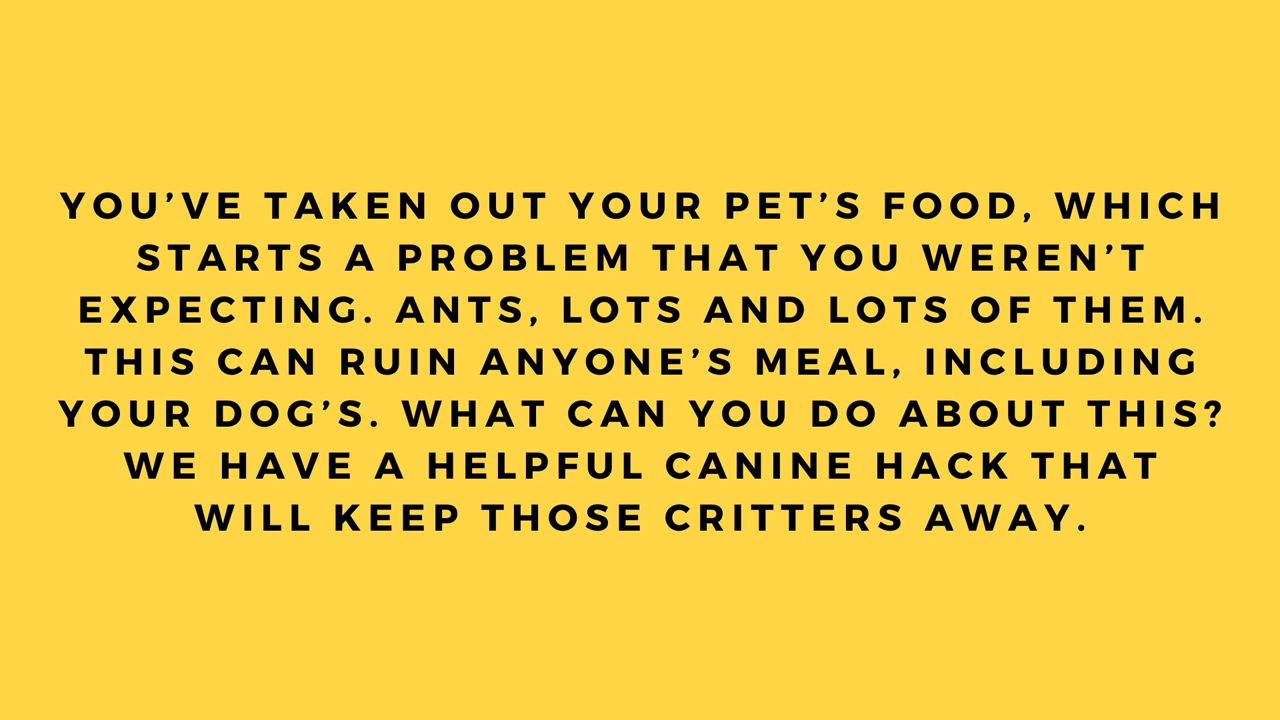 YOU’VE TAKEN OUT YOUR PET’S FOOD, WHICH
STARTS A PROBLEM THAT YOU WEREN’T
EXPECTING. ANTS, LOTS AND LOTS OF THEM.
THIS CAN RUIN ANYONE’S MEAL, INCLUDING
YOUR DOG’S. WHAT CAN YOU DO ABOUT THIS?
WE HAVE A HELPFUL CANINE HACK THAT
WILL KEEP THOSE CRITTERS AWAY.